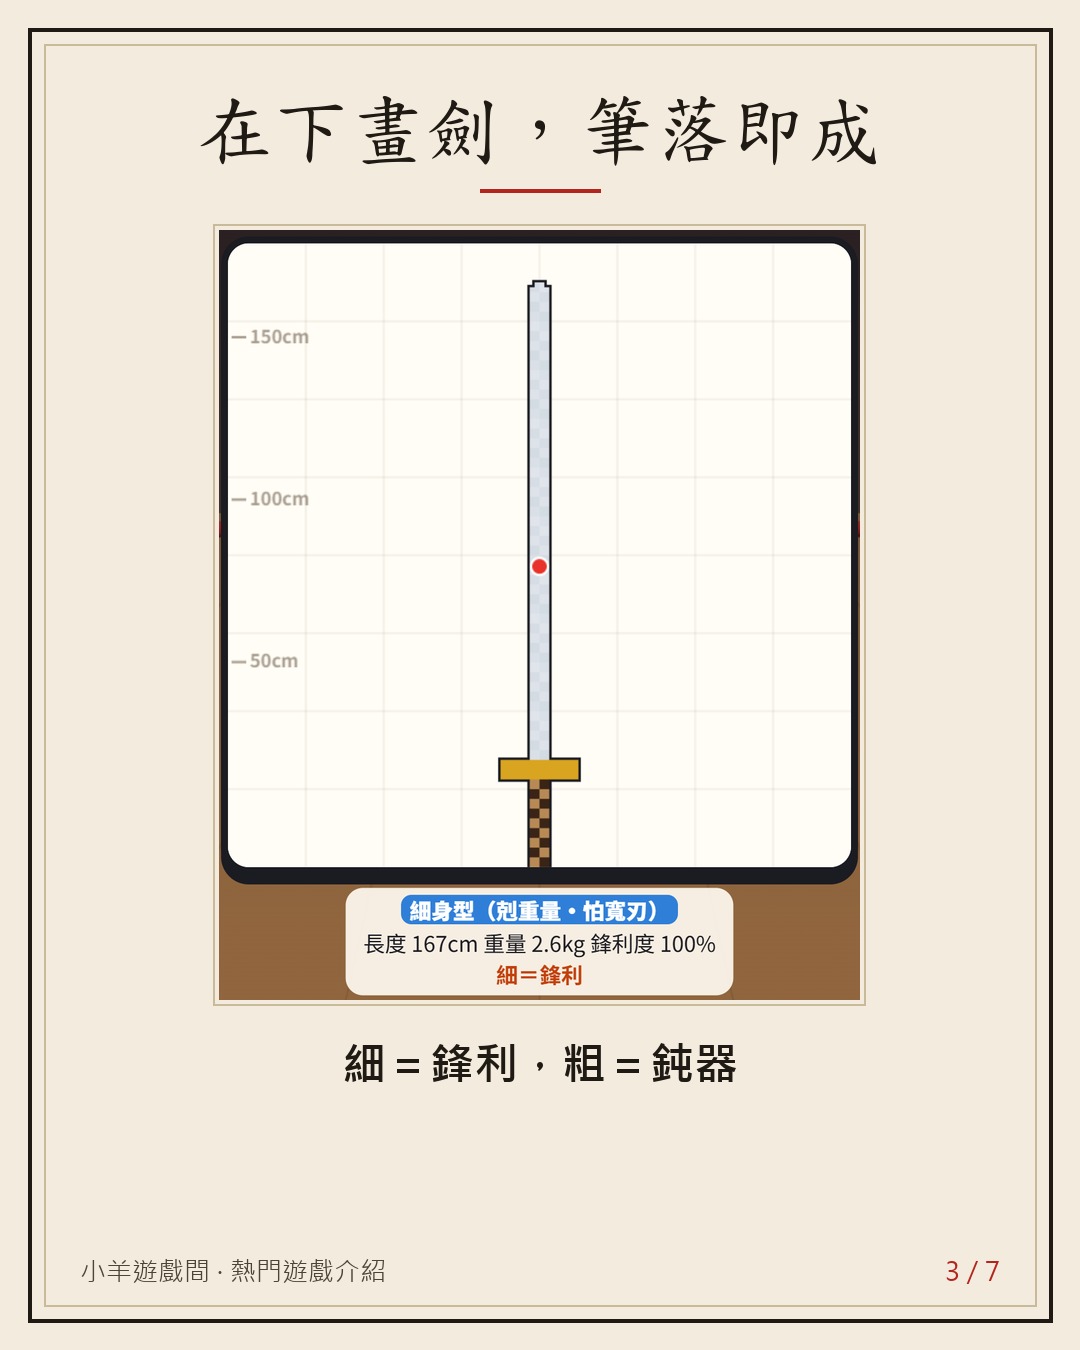 在下畫劍，筆落即成
150cm
100cm
50cm
細身型（剋重量・怕寬刃）
長度 167cm 重量 2.6kg 鋒利度 100%
細＝鋒利
細＝鋒利，粗＝鈍器
小羊遊戲間·熱門遊戲介紹
3 / 7